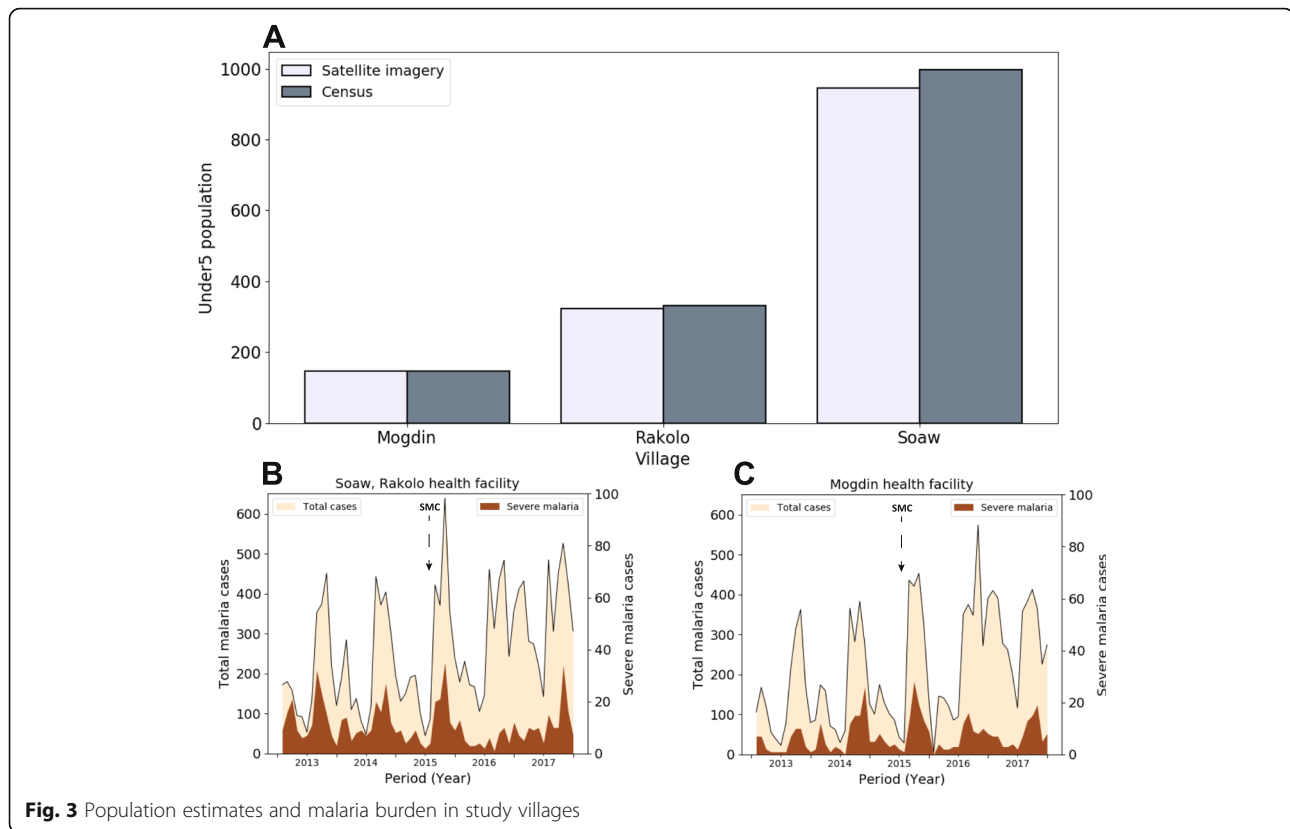 A
Satellite imagery
Census
1000
800
600
400
200
0
Under5 population
Mogdin Rakolo Soaw
Village
B
Soaw, Rakolo health facility
Total cases
SMC
Severe malaria
600
500
400
300
200
100
0
Total malaria cases
100
80
60
40
20
0
Severe malaria cases
2013 2014 2015 2016 2017
Period (Year)
C
Mogdin health facility
Total cases
SMC
Severe malaria
600
500
400
300
200
100
0
Total malaria cases
100
80
60
40
20
0
Severe malaria cases
2013 2014 2015 2016 2017
Period (Year)
Fig. 3 Population estimates and malaria burden in study villages